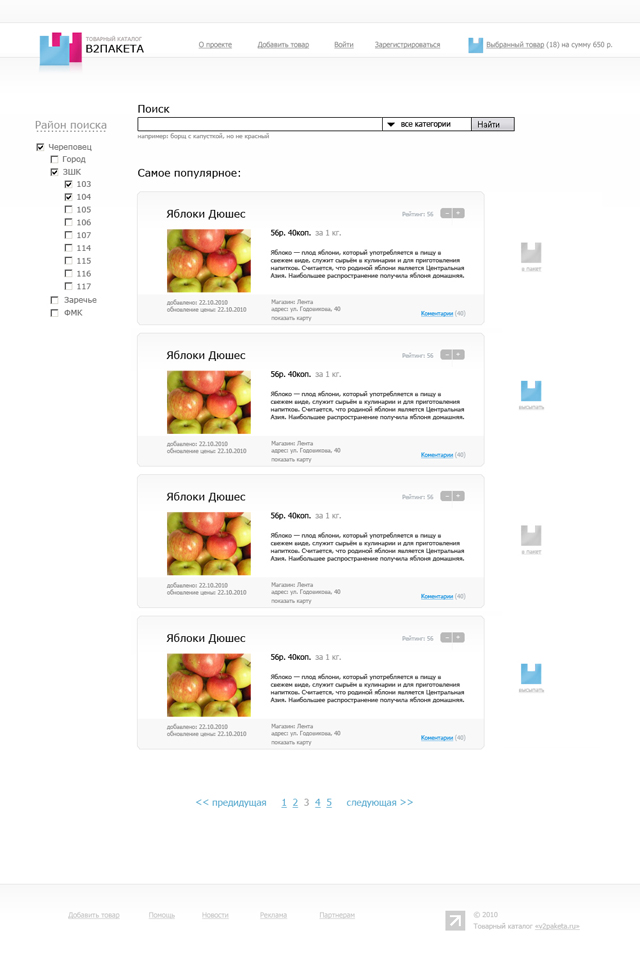 ТОВАРНЫЙ КАТАЛОГ
В2ПАКЕТА
О проекте
Добавить товар
Войти
Зарегистрироваться
Выбранный товар (18) на сумму 650 р.
Район поиска
Череповец
Город
ЗШК
103
104
105
106
107
114
115
116
117
Заречье
ФМК
Поиск
все категории
Найти
например: борщ с капусткой, но не красный
Самое популярное:
Яблоки Дюшес
Рейтинг: 56
− +
56р. 40коп. за 1 кг.
Яблоко — плод яблони, который употребляется в пищу в
свежем виде, служит сырьём в кулинарии и для приготовления
напитков. Считается, что родиной яблони является Центральная
Азия. Наибольшее распространение получила яблоня домашняя.
добавлено: 22.10.2010
обновление цены: 22.10.2010
Магазин: Лента
адрес: ул. Годовикова, 40
показать карту
Коментарии (40)
В ПАКЕТ
Яблоки Дюшес
Рейтинг: 56
− +
56р. 40коп. за 1 кг.
Яблоко — плод яблони, который употребляется в пищу в
свежем виде, служит сырьём в кулинарии и для приготовления
напитков. Считается, что родиной яблони является Центральная
Азия. Наибольшее распространение получила яблоня домашняя.
добавлено: 22.10.2010
обновление цены: 22.10.2010
Магазин: Лента
адрес: ул. Годовикова, 40
показать карту
Коментарии (40)
ВЫСЫПАТЬ
Яблоки Дюшес
Рейтинг: 56
− +
56р. 40коп. за 1 кг.
Яблоко — плод яблони, который употребляется в пищу в
свежем виде, служит сырьём в кулинарии и для приготовления
напитков. Считается, что родиной яблони является Центральная
Азия. Наибольшее распространение получила яблоня домашняя.
добавлено: 22.10.2010
обновление цены: 22.10.2010
Магазин: Лента
адрес: ул. Годовикова, 40
показать карту
Коментарии (40)
В ПАКЕТ
Яблоки Дюшес
Рейтинг: 56
− +
56р. 40коп. за 1 кг.
Яблоко — плод яблони, который употребляется в пищу в
свежем виде, служит сырьём в кулинарии и для приготовления
напитков. Считается, что родиной яблони является Центральная
Азия. Наибольшее распространение получила яблоня домашняя.
добавлено: 22.10.2010
обновление цены: 22.10.2010
Магазин: Лента
адрес: ул. Годовикова, 40
показать карту
Коментарии (40)
ВЫСЫПАТЬ
<< предидущая 1 2 3 4 5 следующая >>
Добавить товар
Помощь
Новости
Реклама
Партнерам
© 2010
Товарный каталог «v2paketa.ru»